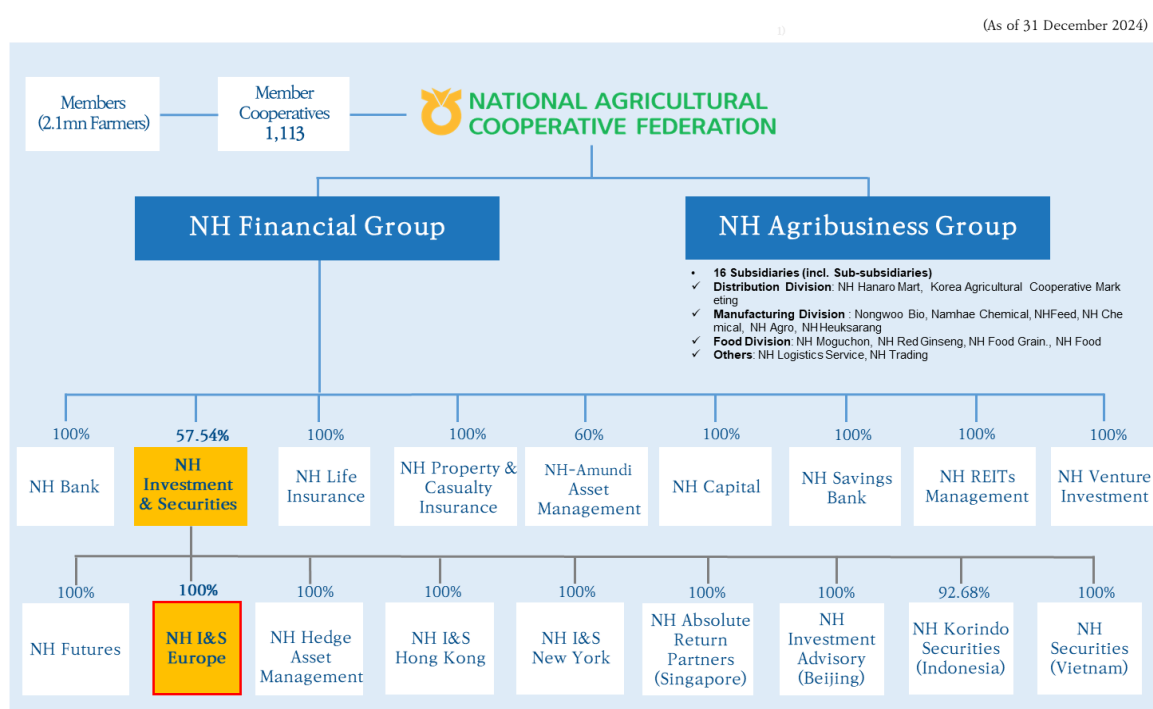 (As of 31 December 2024)
1)
Members
(2.1mn Farmers)
Member
Cooperatives
1,113
NATIONAL AGRICULTURAL
COOPERATIVE FEDERATION
NH Financial Group
NH Agribusiness Group
• 16 Subsidiaries (incl. Sub-subsidiaries)
✓ Distribution Division: NH Hanaro Mart, Korea Agricultural Cooperative Mark
eting
✓ Manufacturing Division : Nongwoo Bio, Namhae Chemical, NHFeed, NH Che
mical, NH Agro, NH Heuksarang
✓ Food Division: NH Moguchon, NH Red Ginseng, NH Food Grain., NH Food
✓ Others: NH Logistics Service, NH Trading
100%
NH Bank
57.54%
NH
Investment
& Securities
100%
NH Life
Insurance
100%
NH Property &
Casualty
Insurance
60%
NH-Amundi
Asset
Management
100%
NH Capital
100%
NH Savings
Bank
100%
NH REITs
Management
100%
NH Venture
Investment
100%
NH Futures
100%
NH I&S
Europe
100%
NH Hedge
Asset
Management
100%
NH I&S
Hong Kong
100%
NH I&S
New York
100%
NH Absolute
Return
Partners
(Singapore)
100%
NH
Investment
Advisory
(Beijing)
92.68%
NH Korindo
Securities
(Indonesia)
100%
NH
Securities
(Vietnam)